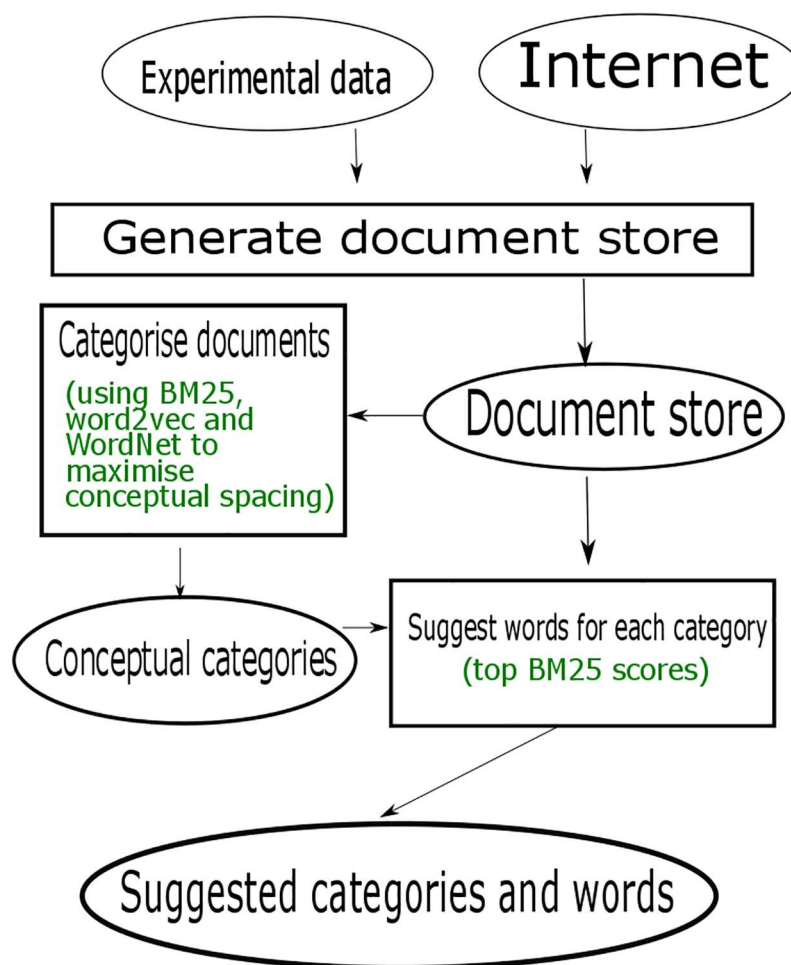 Experimental data
Internet
Generate document store
Categorise documents
(using BM25,
word2vec and
WordNet to
maximise
conceptual spacing)
Document store
Conceptual categories
Suggest words for each category
(top BM25 scores)
Suggested categories and words